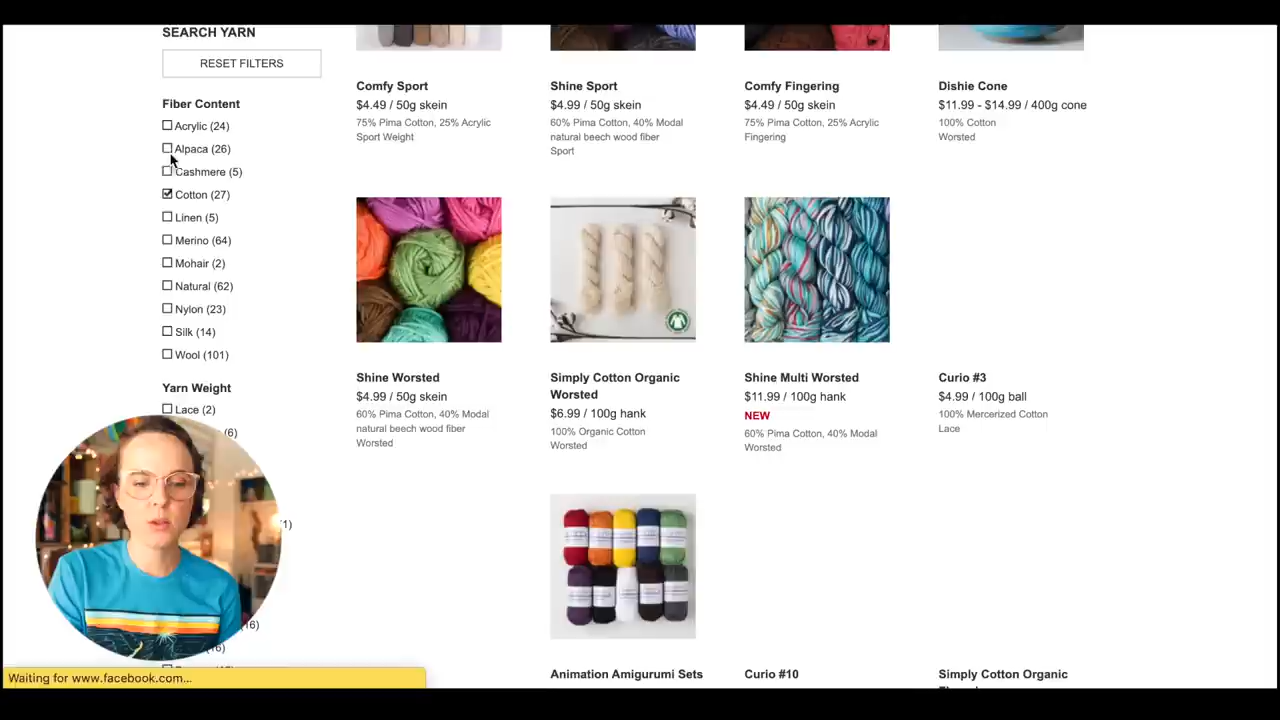 SEARCH YARN
RESET FILTERS
Fiber Content
Acrylic (24)
Alpaca (26)
Cashmere (5)
Cotton (27)
Linen (5)
Merino (64)
Mohair (2)
Natural (62)
Nylon (23)
Silk (14)
Wool (101)
Yarn Weight
Lace (2)
(6)
(1)
(16)
(16)
Comfy Sport
$4.49 / 50g skein
75% Pima Cotton, 25% Acrylic
Sport Weight
Shine Sport
$4.99 / 50g skein
60% Pima Cotton, 40% Modal
natural beech wood fiber
Sport
Comfy Fingering
$4.49 / 50g skein
75% Pima Cotton, 25% Acrylic
Fingering
Dishie Cone
$11.99 - $14.99 / 400g cone
100% Cotton
Worsted
Shine Worsted
$4.99 / 50g skein
60% Pima Cotton, 40% Modal
natural beech wood fiber
Worsted
Simply Cotton Organic
Worsted
$6.99 / 100g hank
100% Organic Cotton
Worsted
Shine Multi Worsted
$11.99 / 100g hank
NEW
60% Pima Cotton, 40% Modal
Worsted
Curio #3
$4.99 / 100g ball
100% Mercerized Cotton
Lace
Animation Amigurumi Sets
Curio #10
Simply Cotton Organic
Waiting for www.facebook.com...